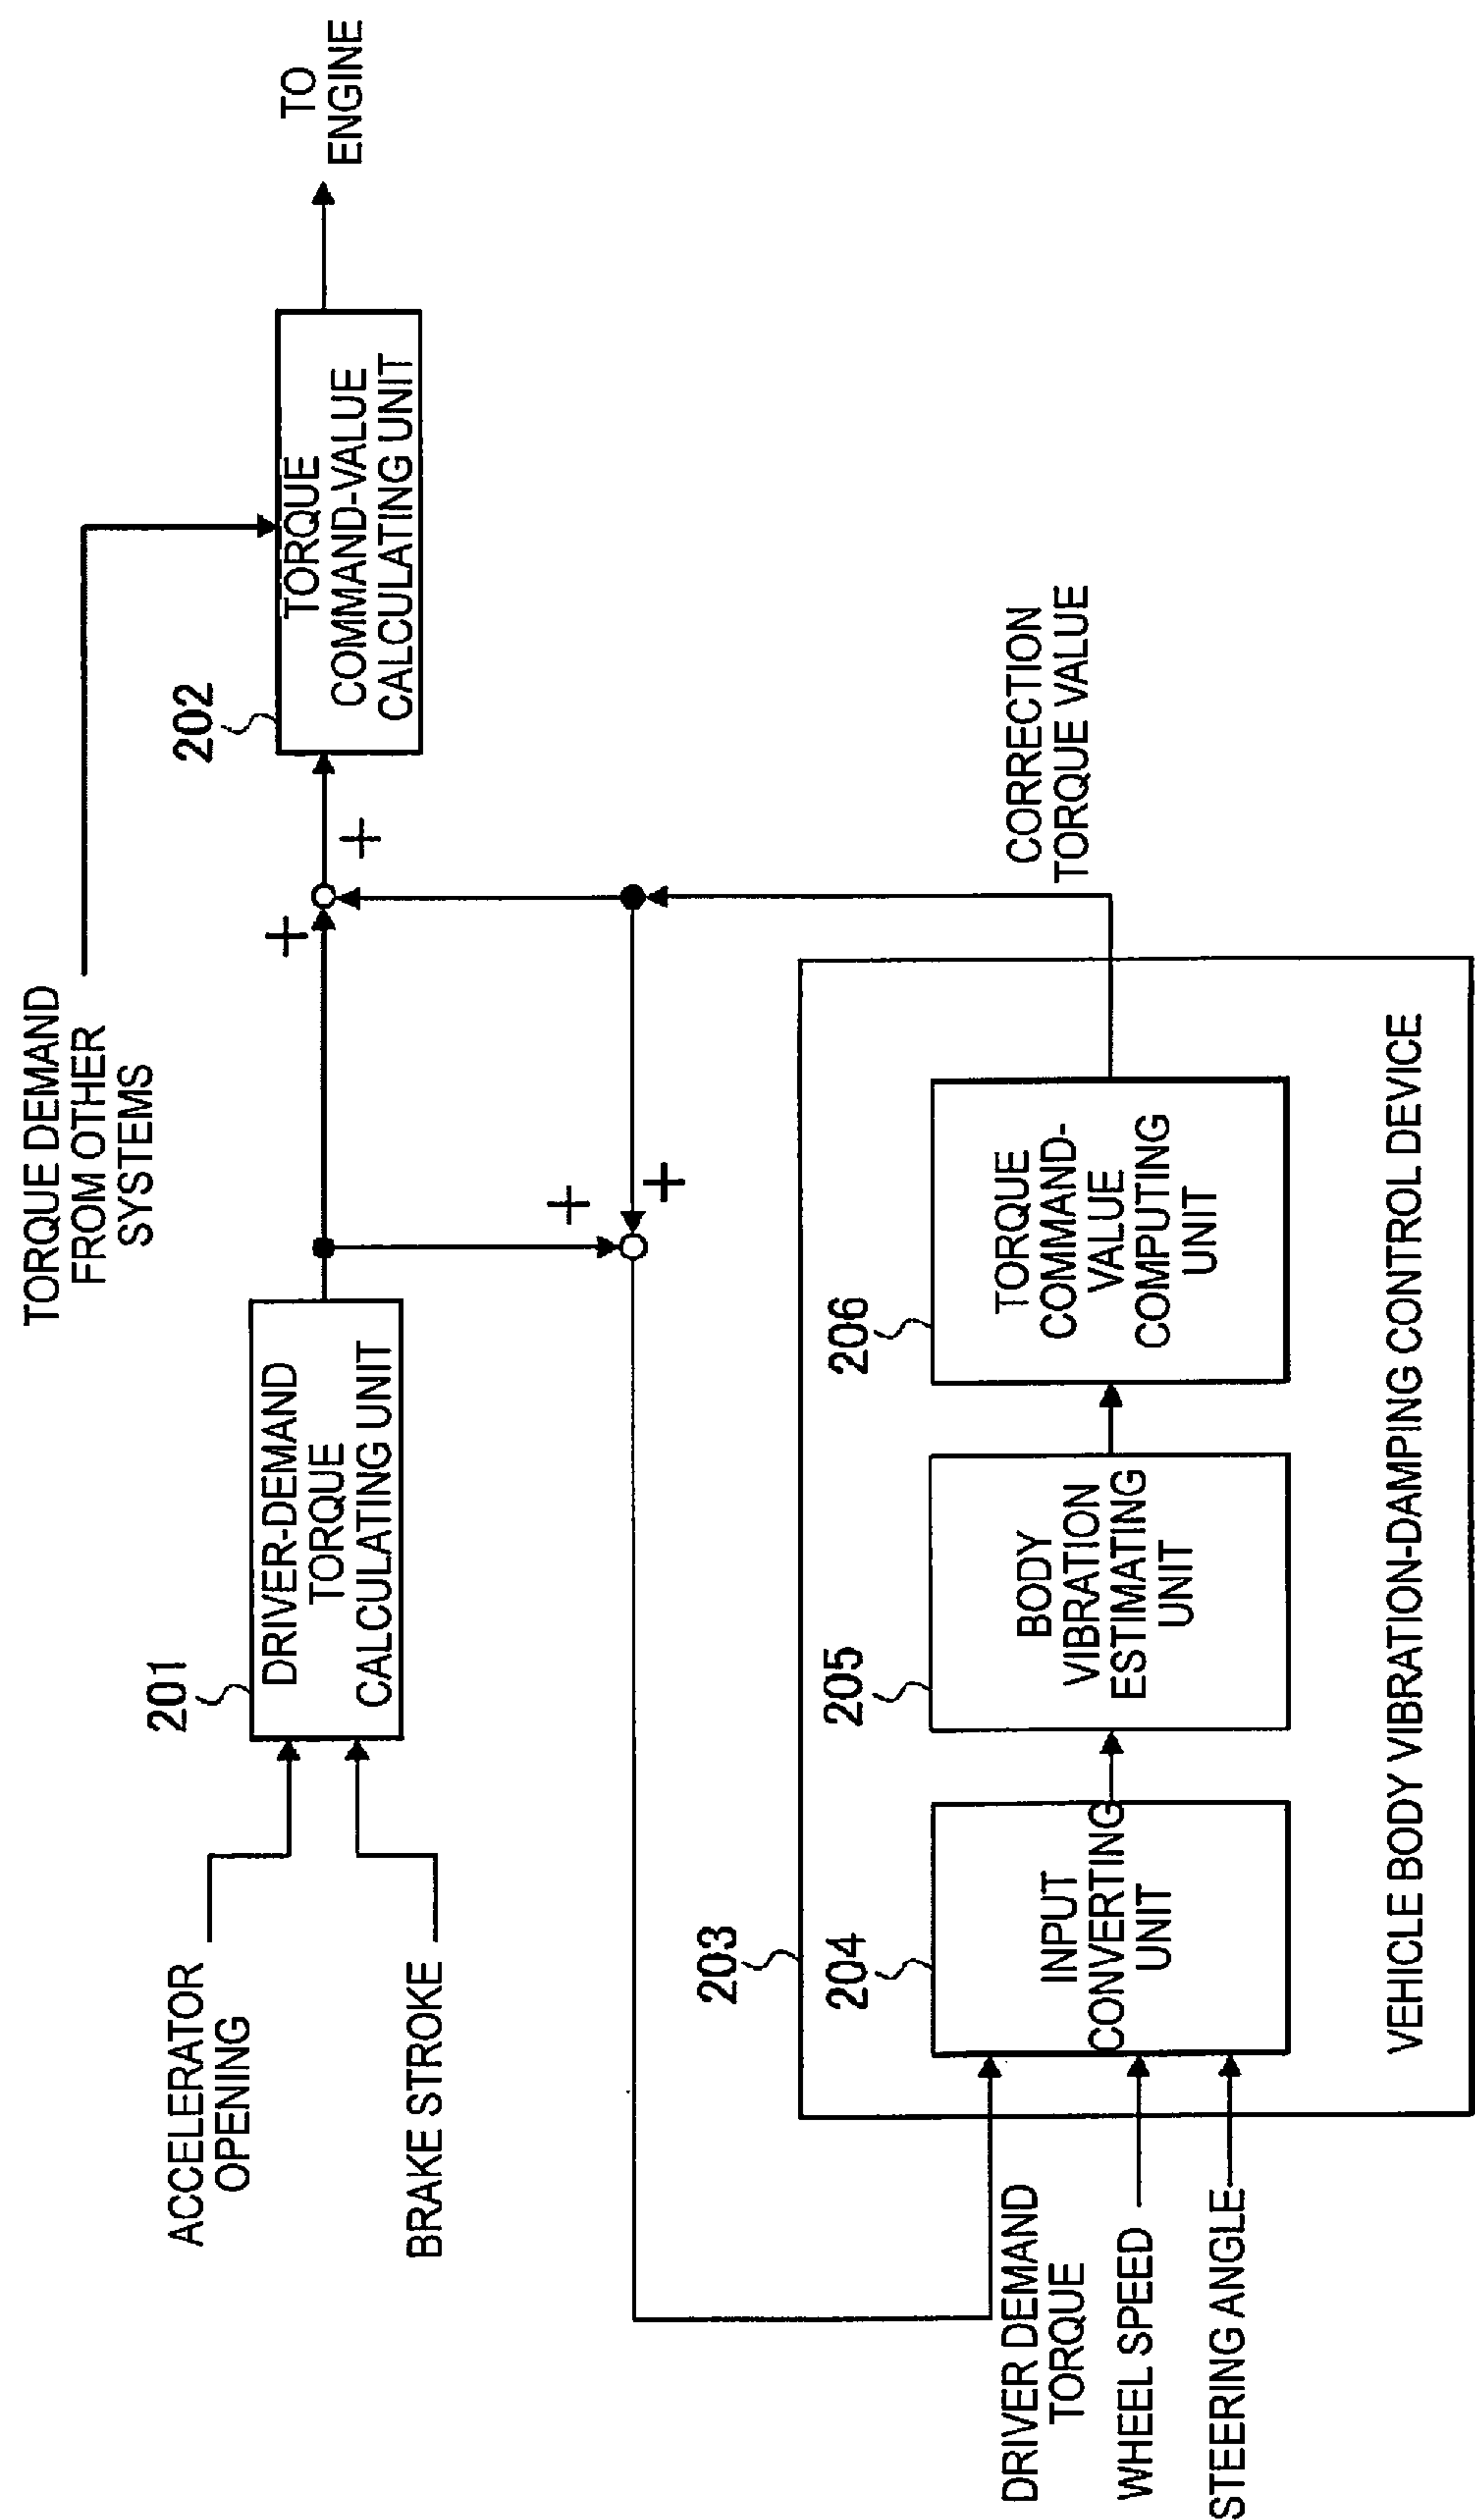 TORQUE DEMAND
FROM OTHER
SYSTEMS
ACCELERATOR
OPENING
BRAKE STROKE
201
DRIVER-DEMAND
TORQUE
CALCULATING UNIT
+
+
202
TORQUE
COMMAND-VALUE
CALCULATING UNIT
TO
ENGINE
+
+
CORRECTION
TORQUE VALUE
203
DRIVER DEMAND
TORQUE
WHEEL SPEED
STEERING ANGLE
204
INPUT
CONVERTING
UNIT
205
BODY
VIBRATION
ESTIMATING
UNIT
206
TORQUE
COMMAND-
VALUE
COMPUTING
UNIT
VEHICLE BODY VIBRATION-DAMPING CONTROL DEVICE